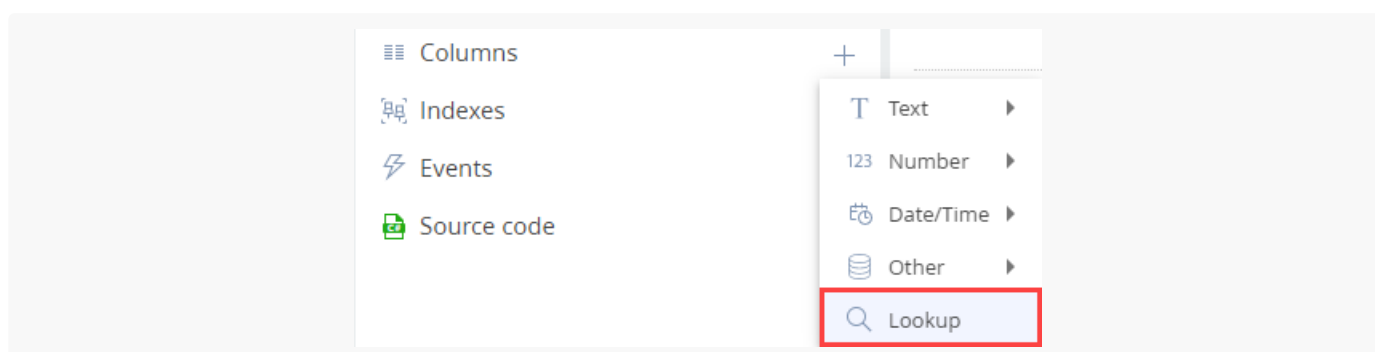 Columns
Indexes
Events
Source code
T Text
123 Number
Date/Time
Other
Lookup